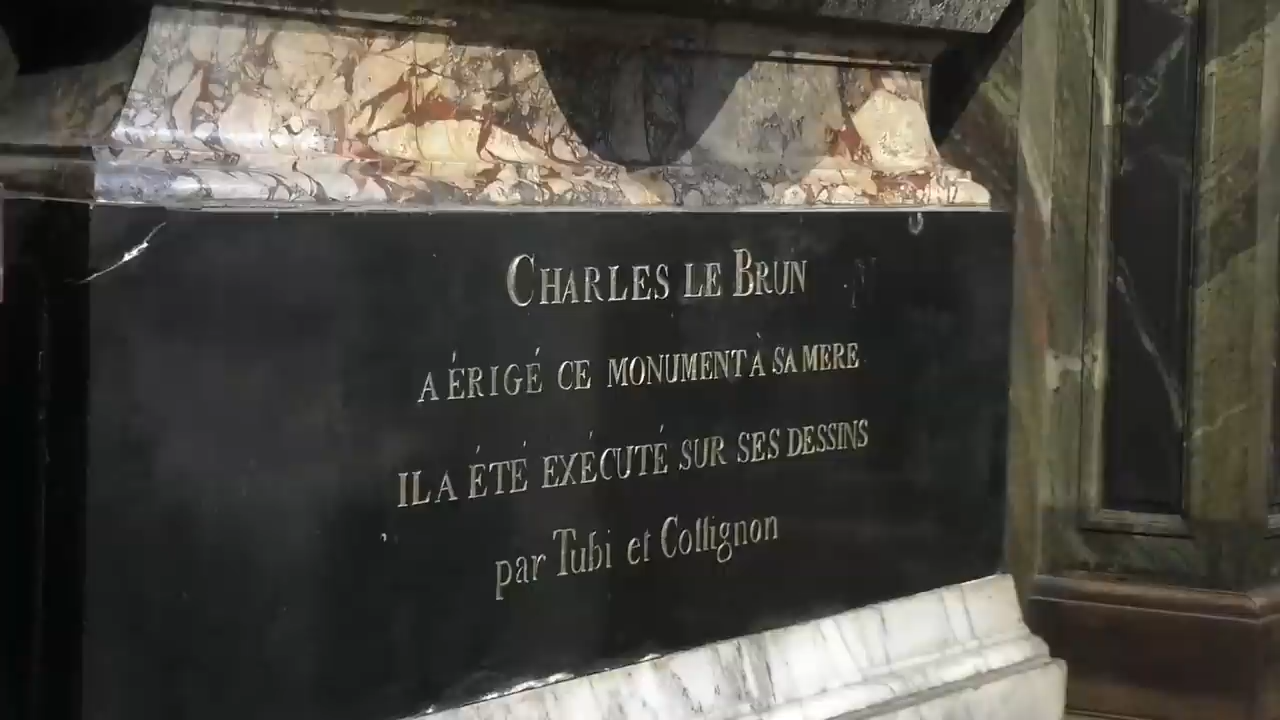 CHARLES LE BRUN
A ÉRIGÉ CE MONUMENT À SA MERE
IL A ÉTÉ EXÉCUTÉ SUR SES DESSINS
par Tubi et Collignon